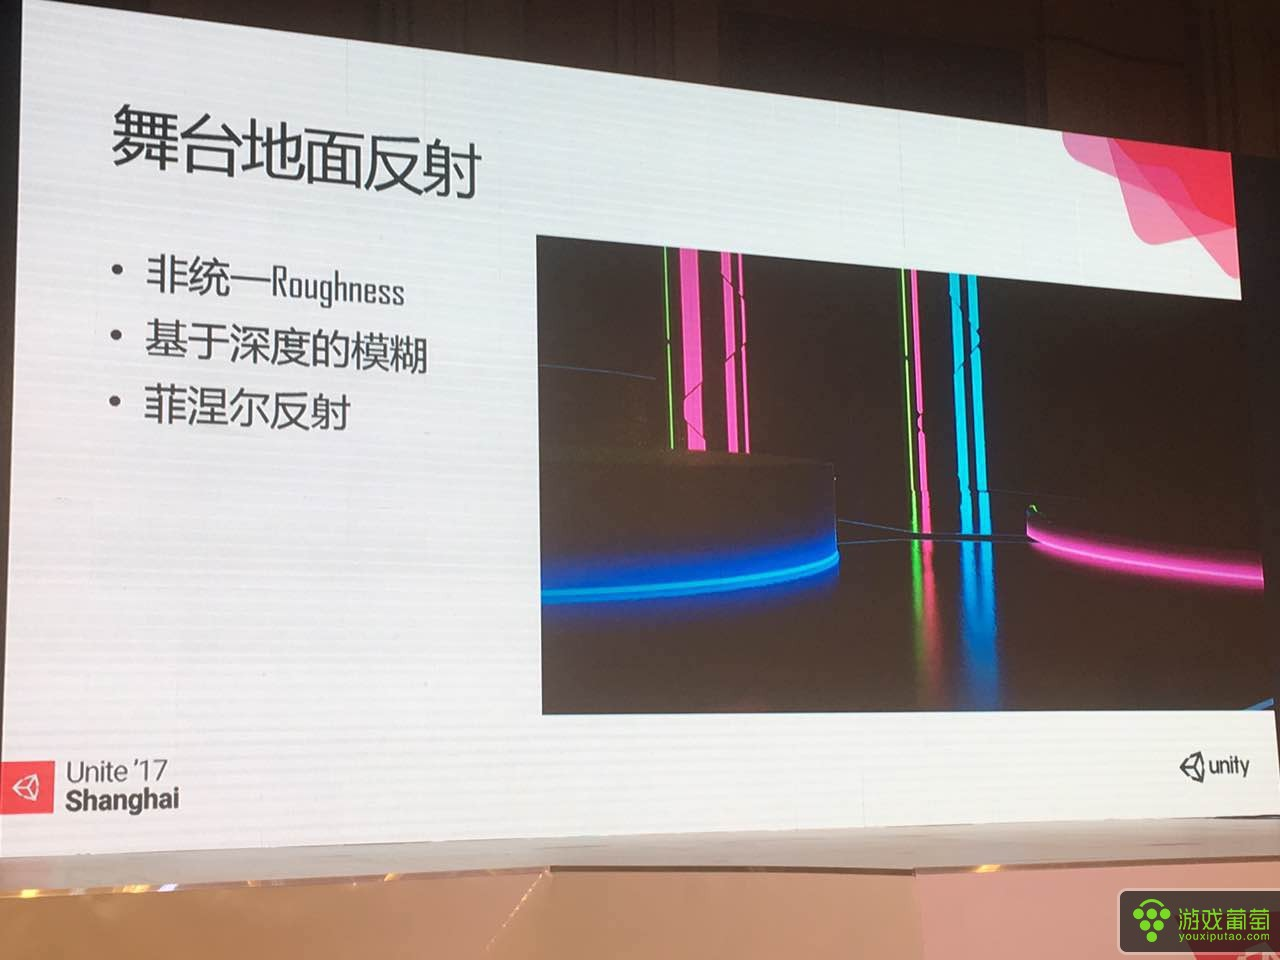 舞台地面反射
• 非统一Roughness
• 基于深度的模糊
• 菲涅尔反射
Unite '17
Shanghai
unity
游戏葡萄
youxiputao.com